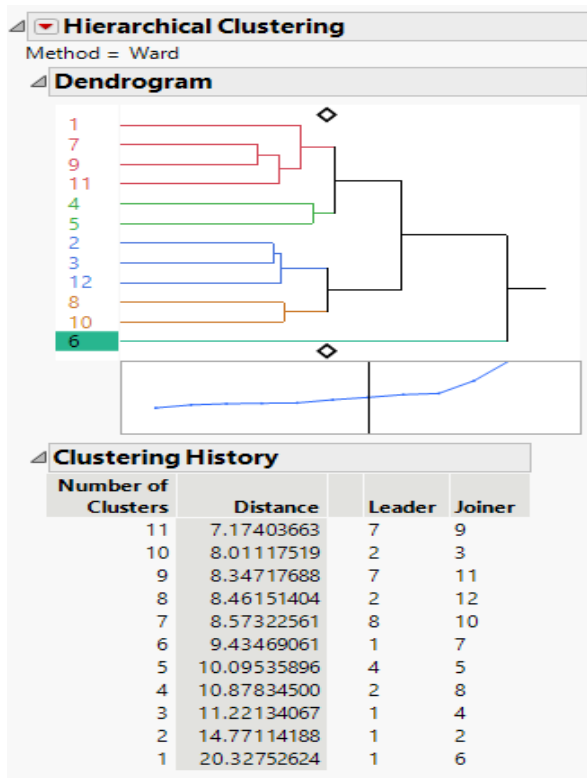 Hierarchical Clustering
Method = Ward
Dendrogram
1
7
9
11
4
5
2
3
12
8
10
6
Clustering History
Number of
Clusters Distance Leader Joiner
11 7.17403663 7 9
10 8.01117519 2 3
9 8.34717688 7 11
8 8.46151404 2 12
7 8.57322561 8 10
6 9.43469061 1 7
5 10.09535896 4 5
4 10.87834500 2 8
3 11.22134067 1 4
2 14.77114188 1 2
1 20.32752624 1 6